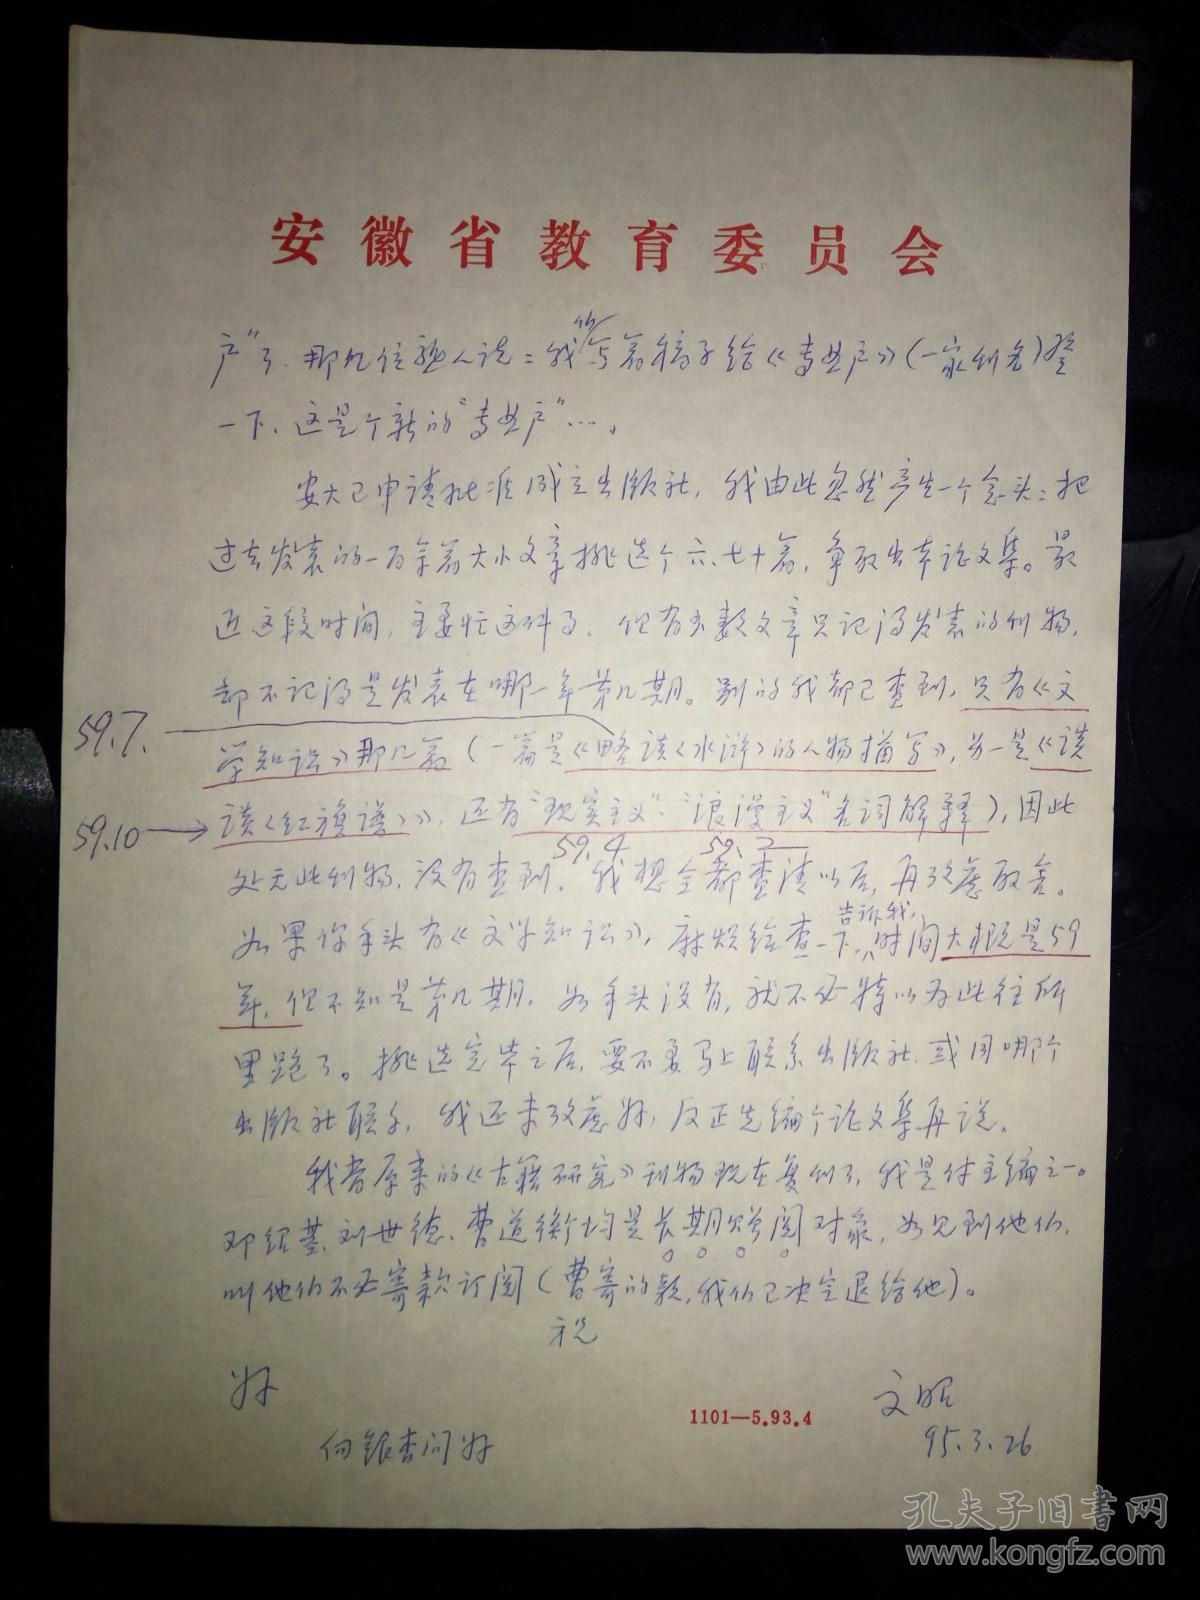 安徽省教育委员会
户”了。那几位熟人说：我们写篇稿子给《专业户》（一家刊名）登
一下，这是个新的“专业户”…。
安大已申请批准成立出版社，我由此忽然产生一个念头：把
过去发表的一百余篇大小文章挑选个六、七十篇，争取出本论文集。最
近这段时间，主要忙这件事。但有少数文章只记得发表的刊物，
却不记得是发表在哪一年第几期。别的我都已查到，只有《文
59.7.
学知识》那几篇（一篇是《略谈〈水浒〉的人物描写》，另一是《谈
59.10
谈〈红旗谱〉》，还有“现实主义”、“浪漫主义”名词解释），因此
59.4 59.2
处无此刊物，没有查到。我想全都查清以后，再考虑取舍。
如果你手头有《文学知识》，麻烦给查一下，告诉我，时间大概是59
年，但不知是第几期。如手头没有，就不必特以为此往所
里跑了。挑选完毕之后，要不要马上联系出版社，或同哪个
出版社联系，我还未考虑好，反正先编个论文集再说。
我省原来的《古籍研究》刊物现在复刊了，我是付主编之一。
邓绍基、刘世德、曹道衡均是长期赠阅对象，如见到他们，
叫他们不必寄款订阅（曹寄的款，我们已决定退给他）。
祝
好
文昭
1101—5.93.4
95.3.26
向银杏问好
孔夫子旧书网
www.kongfz.com